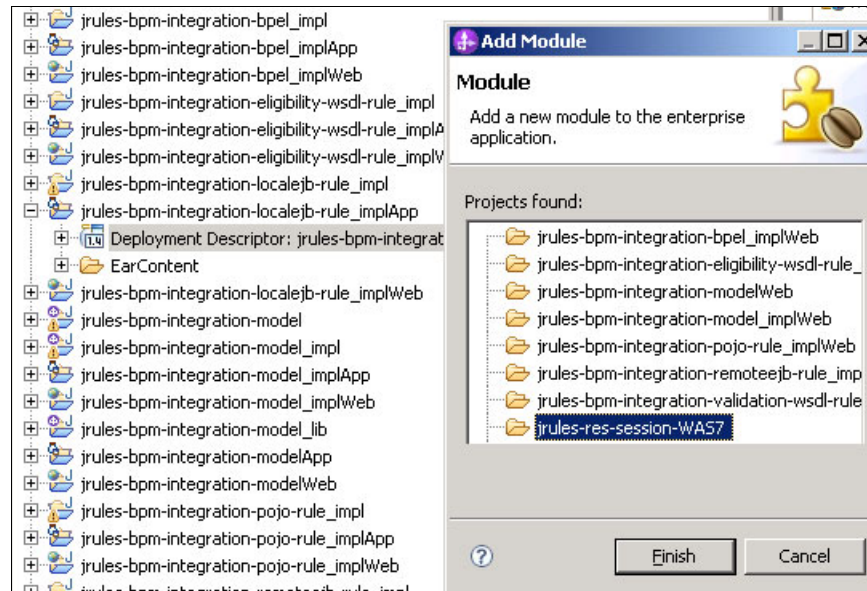 jrules-bpm-integration-bpel_impl
jrules-bpm-integration-bpel_implApp
jrules-bpm-integration-bpel_implWeb
jrules-bpm-integration-eligibility-wsdl-rule_impl
jrules-bpm-integration-eligibility-wsdl-rule_implA
jrules-bpm-integration-eligibility-wsdl-rule_implV
jrules-bpm-integration-localejb-rule_impl
jrules-bpm-integration-localejb-rule_implApp
1.4 Deployment Descriptor: jrules-bpm-integrat
EarContent
jrules-bpm-integration-localejb-rule_implWeb
jrules-bpm-integration-model
jrules-bpm-integration-model_impl
jrules-bpm-integration-model_implApp
jrules-bpm-integration-model_implWeb
jrules-bpm-integration-model_lib
jrules-bpm-integration-modelApp
jrules-bpm-integration-modelWeb
jrules-bpm-integration-pojo-rule_impl
jrules-bpm-integration-pojo-rule_implApp
jrules-bpm-integration-pojo-rule_implWeb
Add Module
Module
Add a new module to the enterprise
application.
Projects found:
jrules-bpm-integration-bpel_implWeb
jrules-bpm-integration-eligibility-wsdl-rule_
jrules-bpm-integration-modelWeb
jrules-bpm-integration-model_implWeb
jrules-bpm-integration-pojo-rule_implWeb
jrules-bpm-integration-remoteejb-rule_imp
jrules-bpm-integration-validation-wsdl-rule
jrules-res-session-WAS7
?
Finish
Cancel